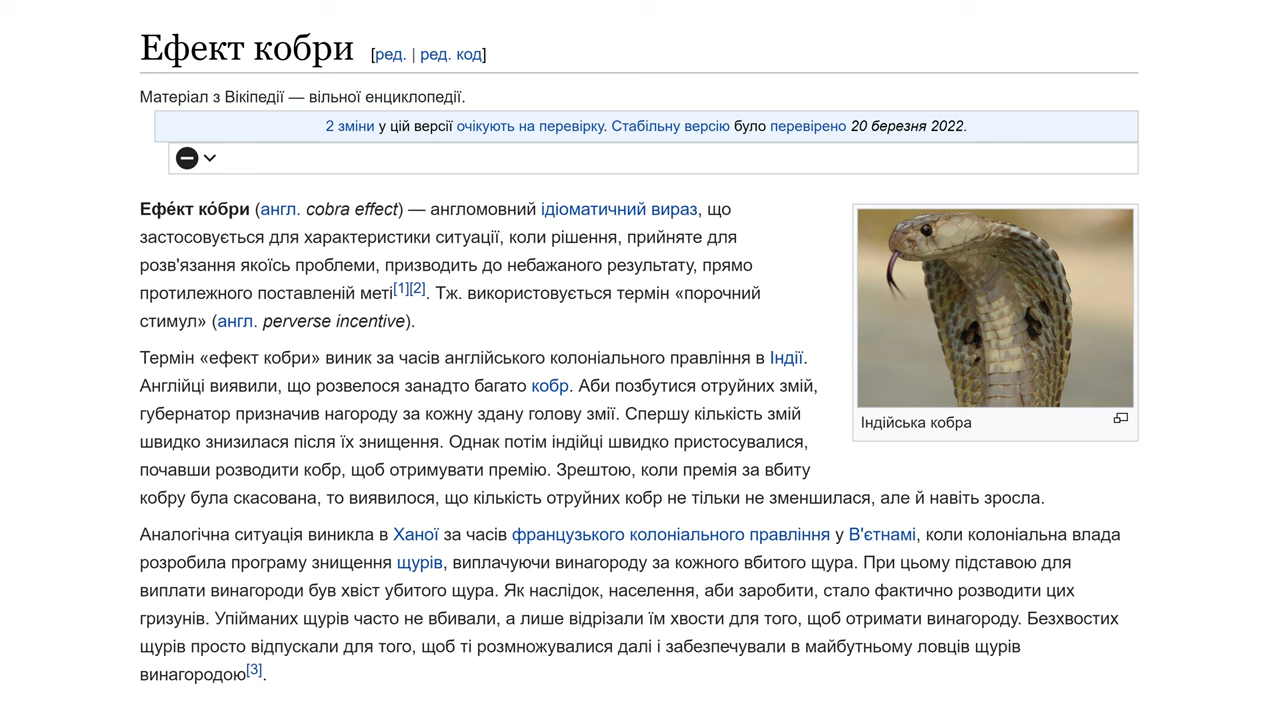 Ефект кобри [ред. | ред. код]
Матеріал з Вікіпедії — вільної енциклопедії.
2 зміни у цій версії очікують на перевірку. Стабільну версію було перевірено 20 березня 2022.
Ефе́кт ко́бри (англ. cobra effect) — англомовний ідіоматичний вираз, що
застосовується для характеристики ситуації, коли рішення, прийняте для
розв'язання якоїсь проблеми, призводить до небажаного результату, прямо
протилежного поставленій меті[1][2]. Тж. використовується термін «порочний
стимул» (англ. perverse incentive).
Індійська кобра
Термін «ефект кобри» виник за часів англійського колоніального правління в Індії.
Англійці виявили, що розвелося занадто багато кобр. Аби позбутися отруйних змій,
губернатор призначив нагороду за кожну здану голову змії. Спершу кількість змій
швидко знизилася після їх знищення. Однак потім індійці швидко пристосувалися,
почавши розводити кобр, щоб отримувати премію. Зрештою, коли премія за вбиту
кобру була скасована, то виявилося, що кількість отруйних кобр не тільки не зменшилася, але й навіть зросла.
Аналогічна ситуація виникла в Ханої за часів французького колоніального правління у В'єтнамі, коли колоніальна влада
розробила програму знищення щурів, виплачуючи винагороду за кожного вбитого щура. При цьому підставою для
виплати винагороди був хвіст убитого щура. Як наслідок, населення, аби заробити, стало фактично розводити цих
гризунів. Упійманих щурів часто не вбивали, а лише відрізали їм хвости для того, щоб отримати винагороду. Безхвостих
щурів просто відпускали для того, щоб ті розмножувалися далі і забезпечували в майбутньому ловців щурів
винагородою[3].